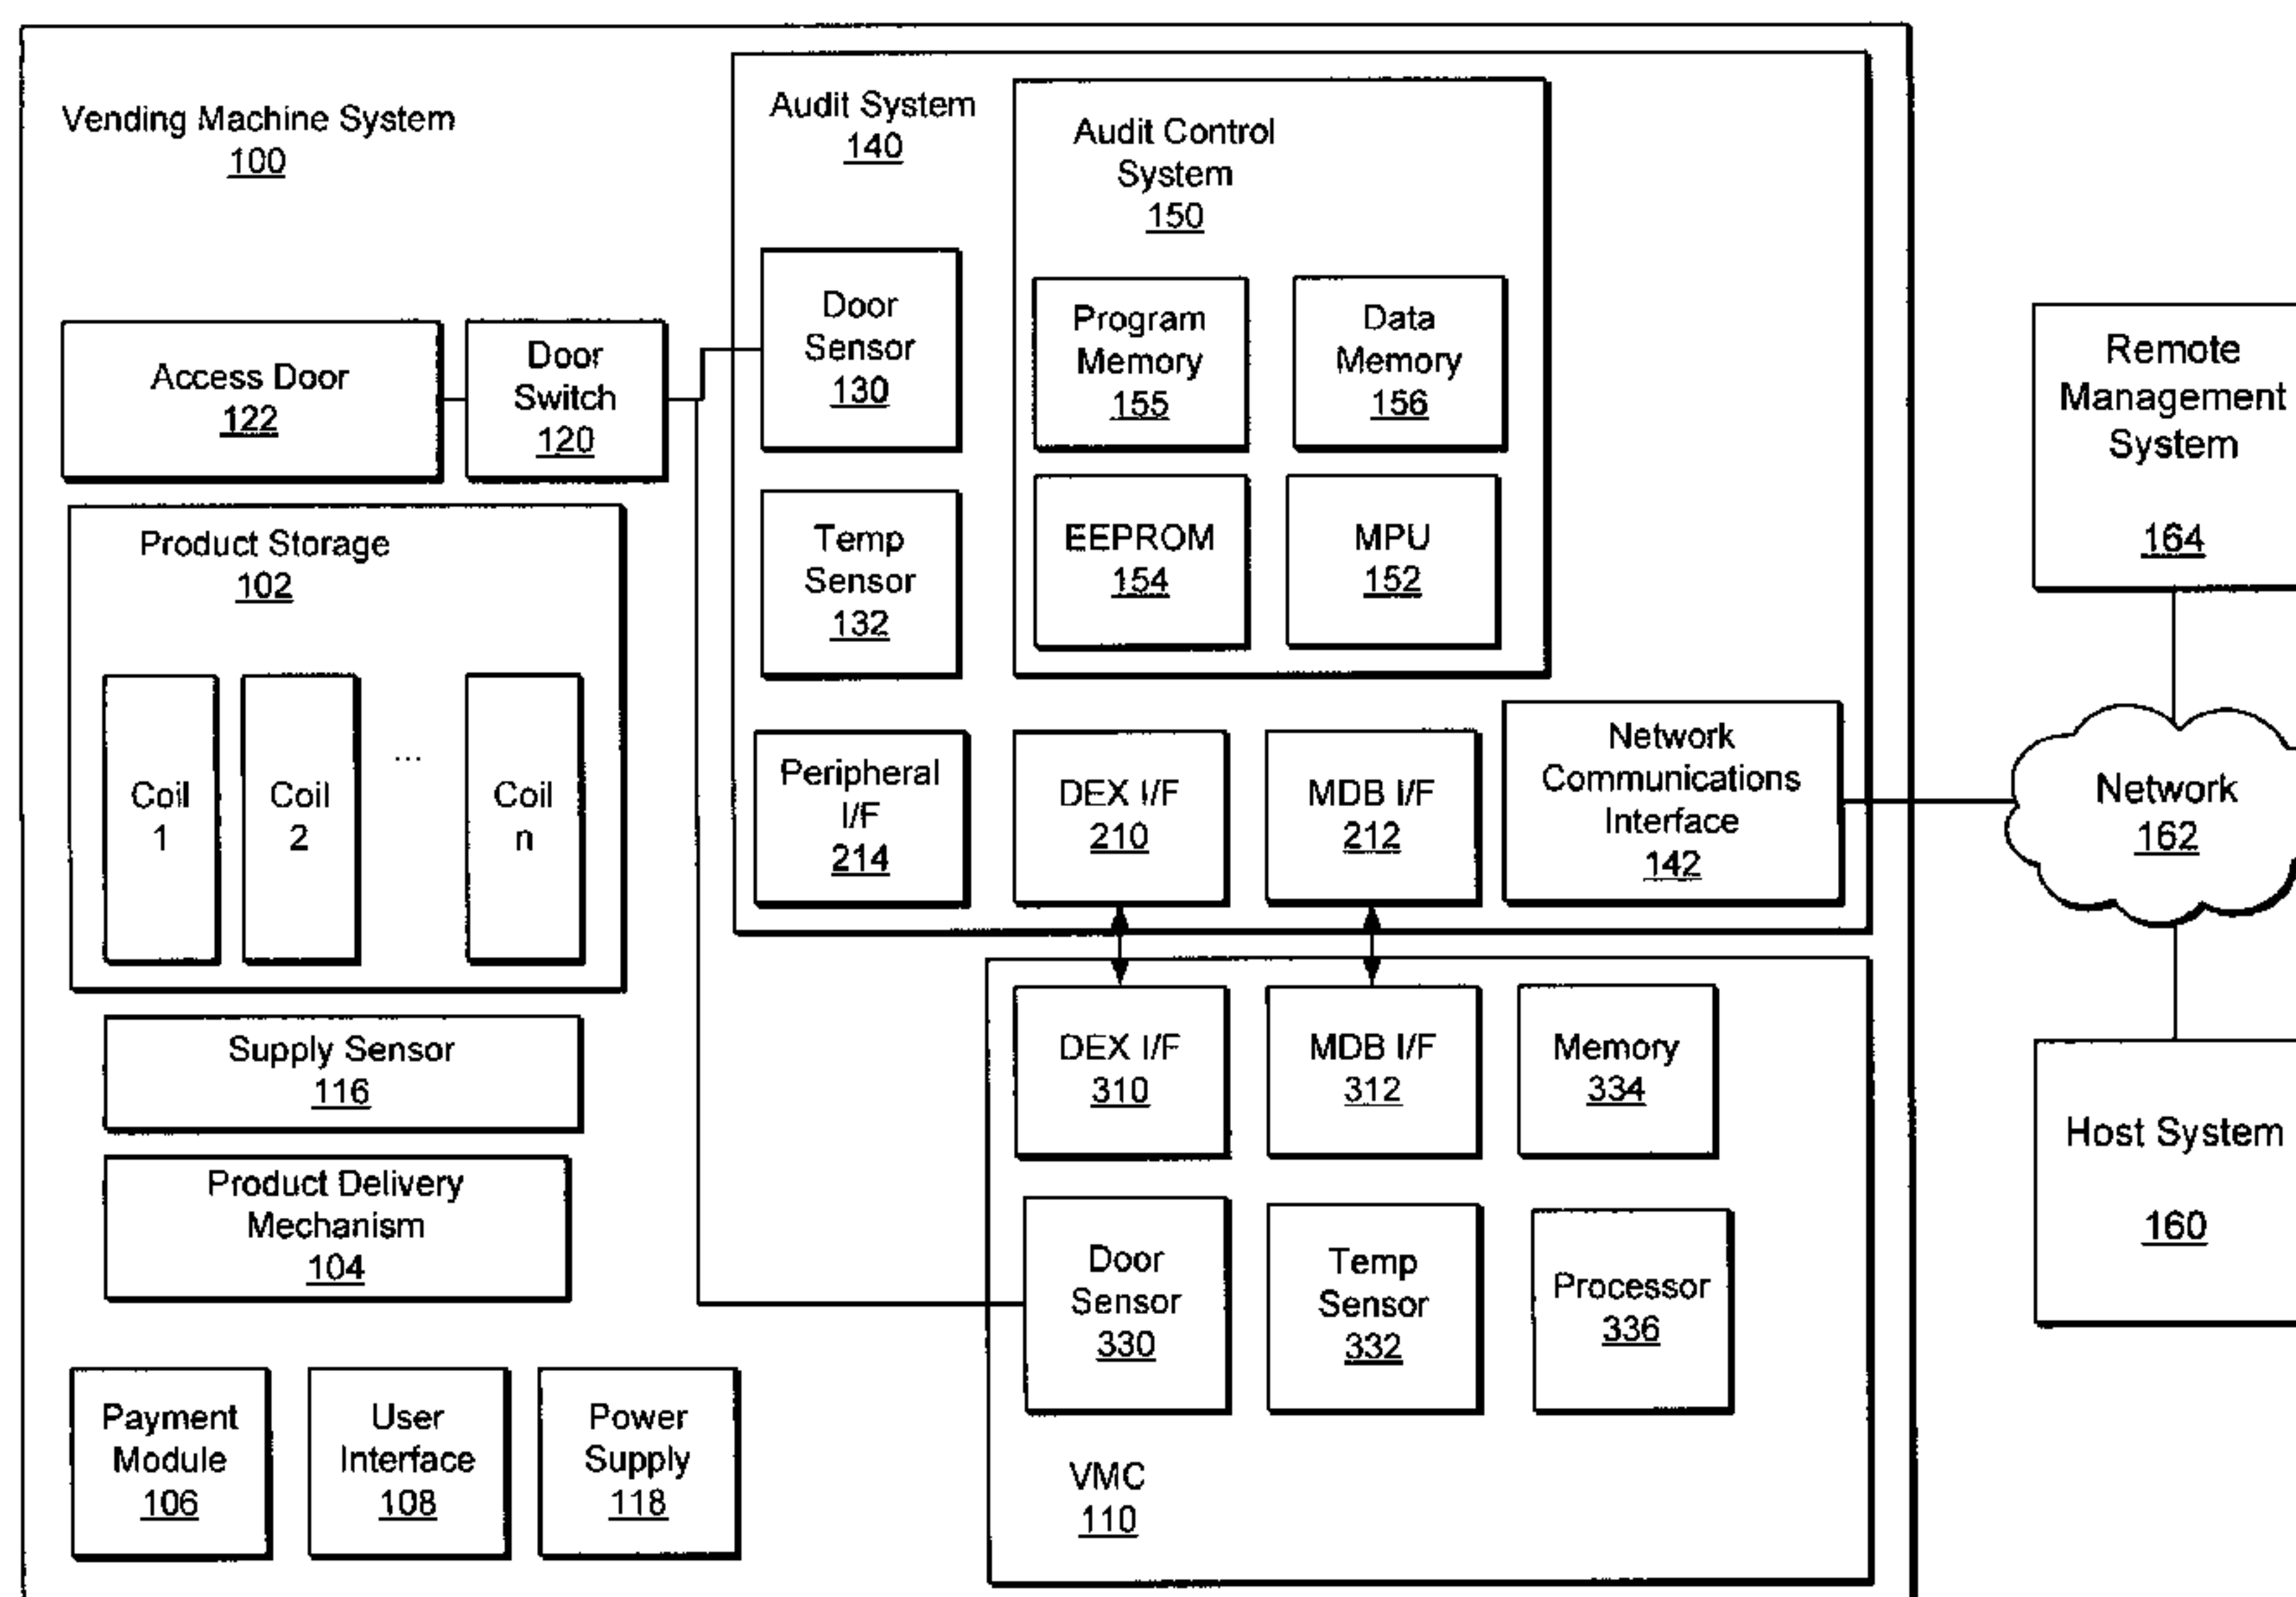 Vending Machine System
100
Audit System
140
Audit Control
System
150
Access Door
122
Door
Switch
120
Door
Sensor
130
Program
Memory
155
Data
Memory
156
Remote
Management
System
164
Product Storage
102
Temp
Sensor
132
EEPROM
154
MPU
152
Coil
1
Coil
2
...
Coil
n
Peripheral
I/F
214
DEX I/F
210
MDB I/F
212
Network
Communications
Interface
142
Network
162
Supply Sensor
116
DEX I/F
310
MDB I/F
312
Memory
334
Host System
160
Product Delivery
Mechanism
104
Door
Sensor
330
Temp
Sensor
332
Processor
336
Payment
Module
106
User
Interface
108
Power
Supply
118
VMC
110